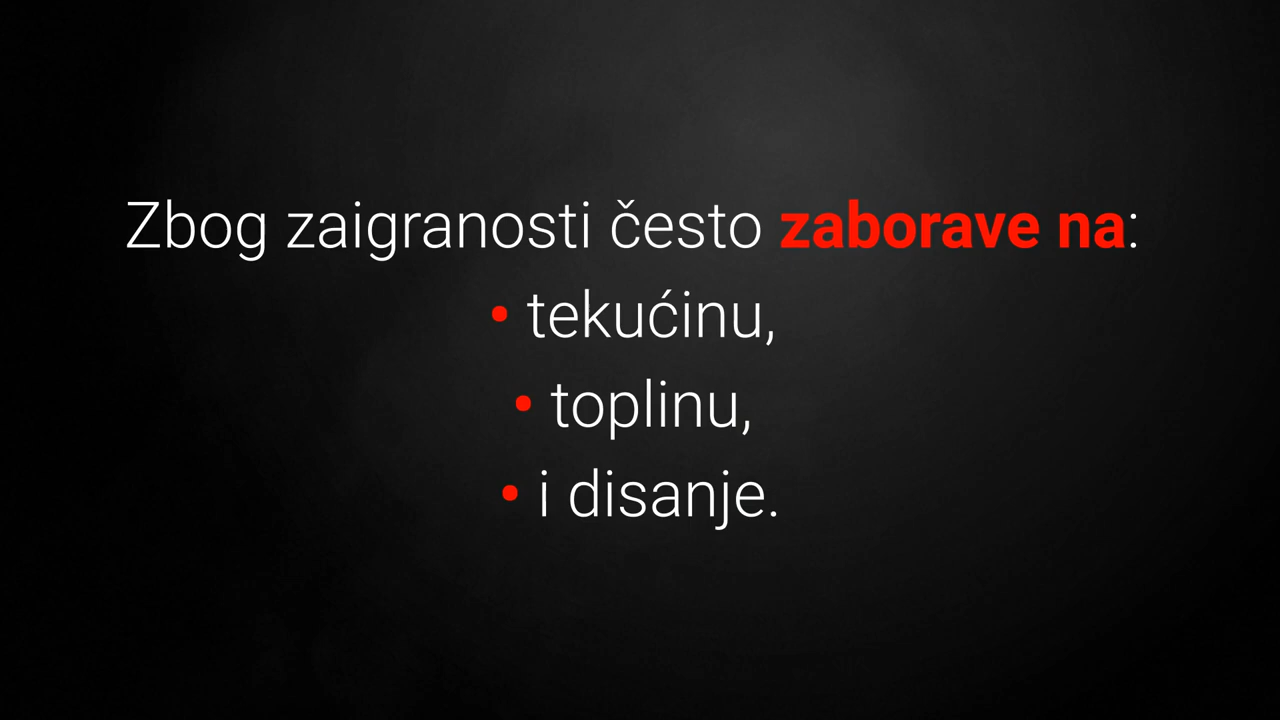 Zbog zaigranosti često zaborave na:
• tekućinu,
• toplinu,
• i disanje.